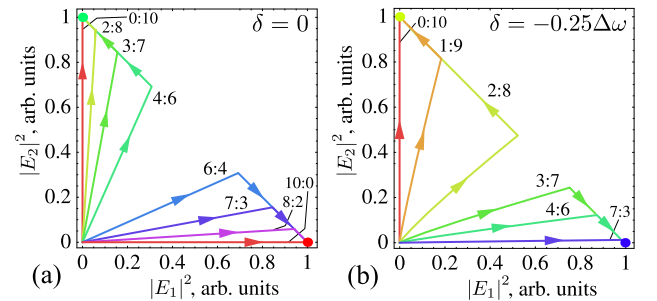 0:10
2:8
3:7
4:6
6:4
7:3
8:2
10:0
δ = 0
1
0.8
0.6
0.4
0.2
0
0 0.2 0.4 0.6 0.8 1
|E₂|², arb. units
|E₁|², arb. units
(a)
0:10
1:9
2:8
3:7
4:6
7:3
δ = −0.25Δω
1
0.8
0.6
0.4
0.2
0
0 0.2 0.4 0.6 0.8 1
|E₂|², arb. units
|E₁|², arb. units
(b)